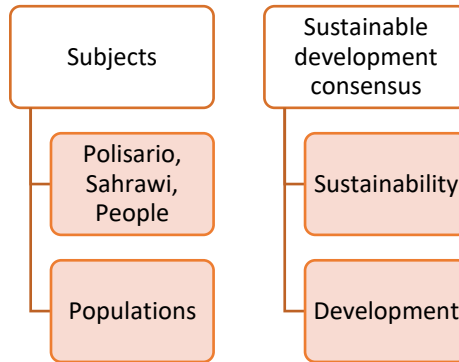 Subjects
Polisario,
Sahrawi,
People
Populations
Sustainable
development
consensus
Sustainability
Development